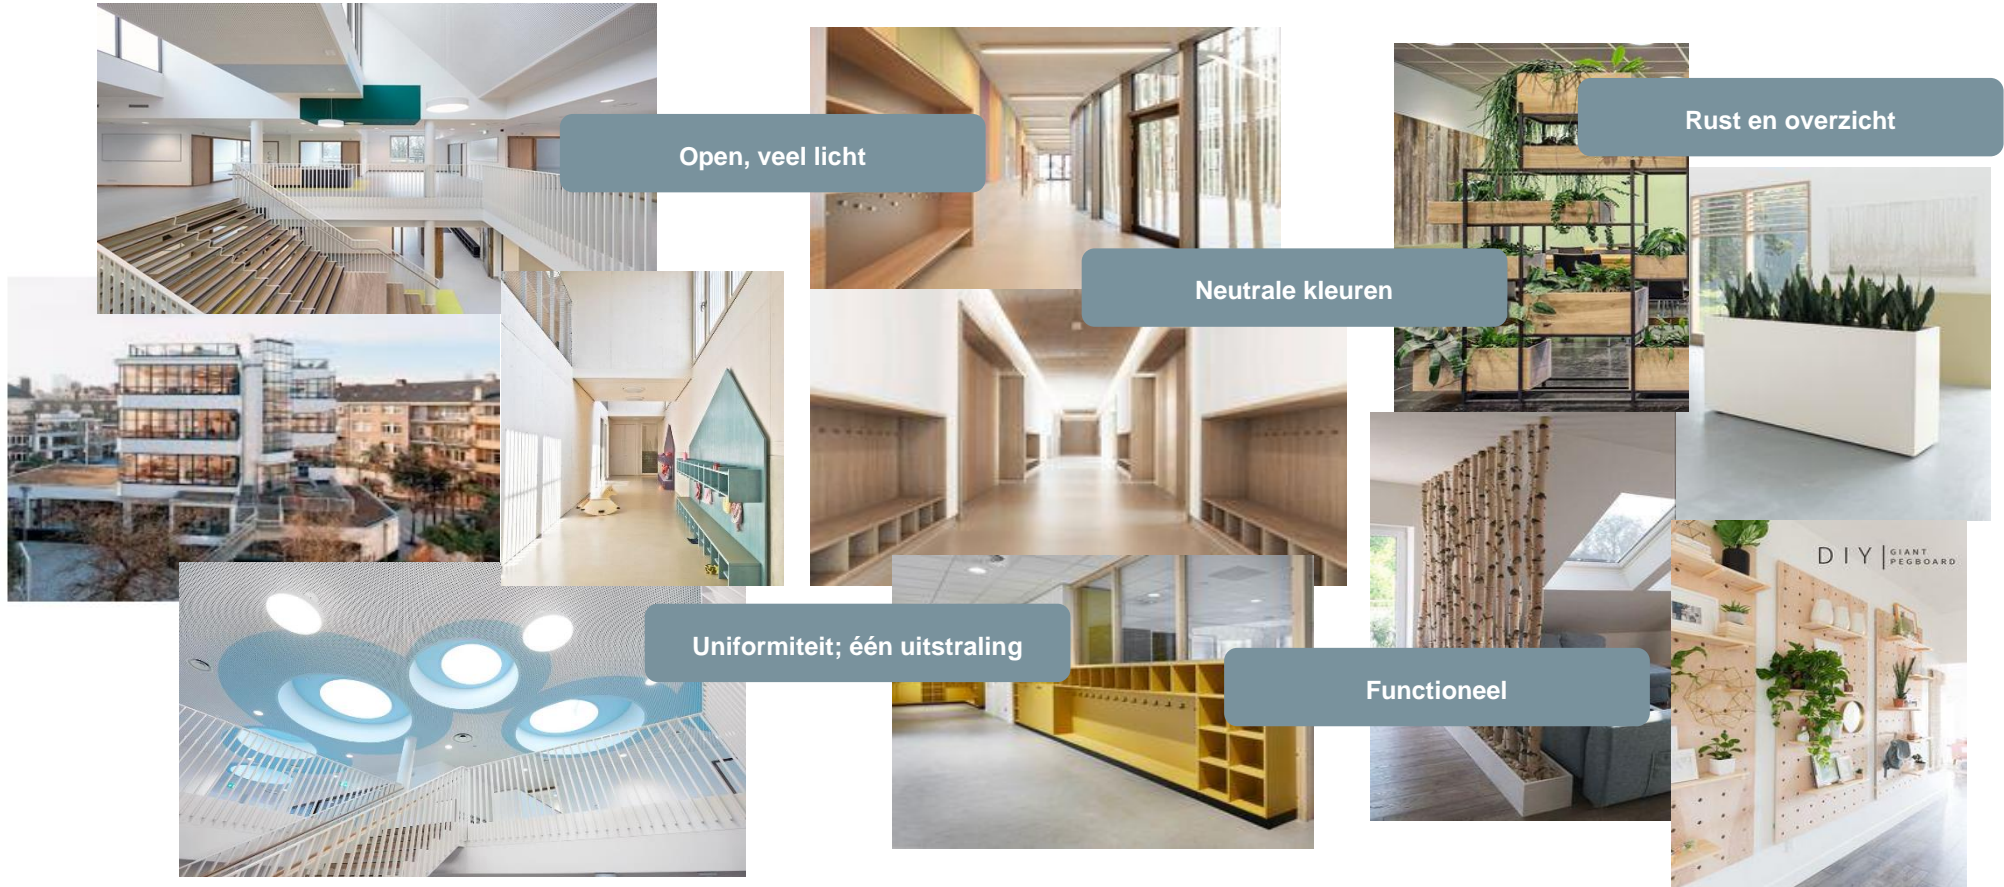 Open, veel licht
Rust en overzicht
Neutrale kleuren
DIY | GIANT
PEGBOARD
Uniformiteit; één uitstraling
Functioneel